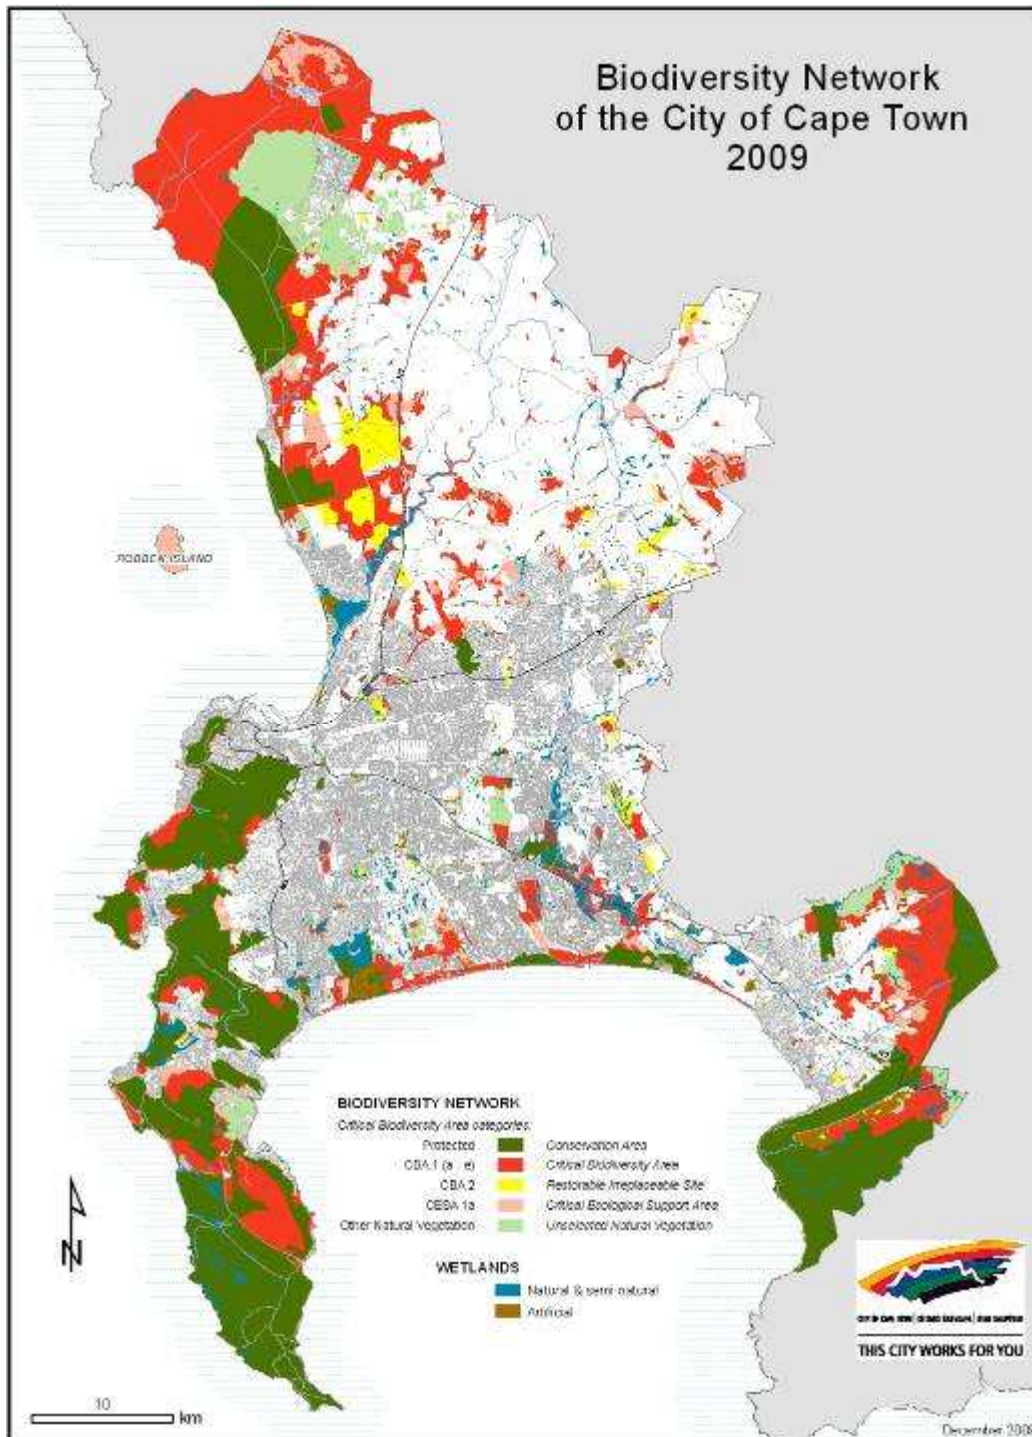 Biodiversity Network
of the City of Cape Town
2009
ROBBEN ISLAND
BIODIVERSITY NETWORK
Critical Biodiversity Area categories:
Protected Conservation Area
CBA 1 (a e) Critical Biodiversity Area
CBA 2 Restorable Irreplaceable Site
CESA 1a Critical Ecological Support Area
Other Natural Vegetation Unselected Natural Vegetation
WETLANDS
Natural & semi-natural
Artificial
N
10
km
THIS CITY WORKS FOR YOU
December 2009